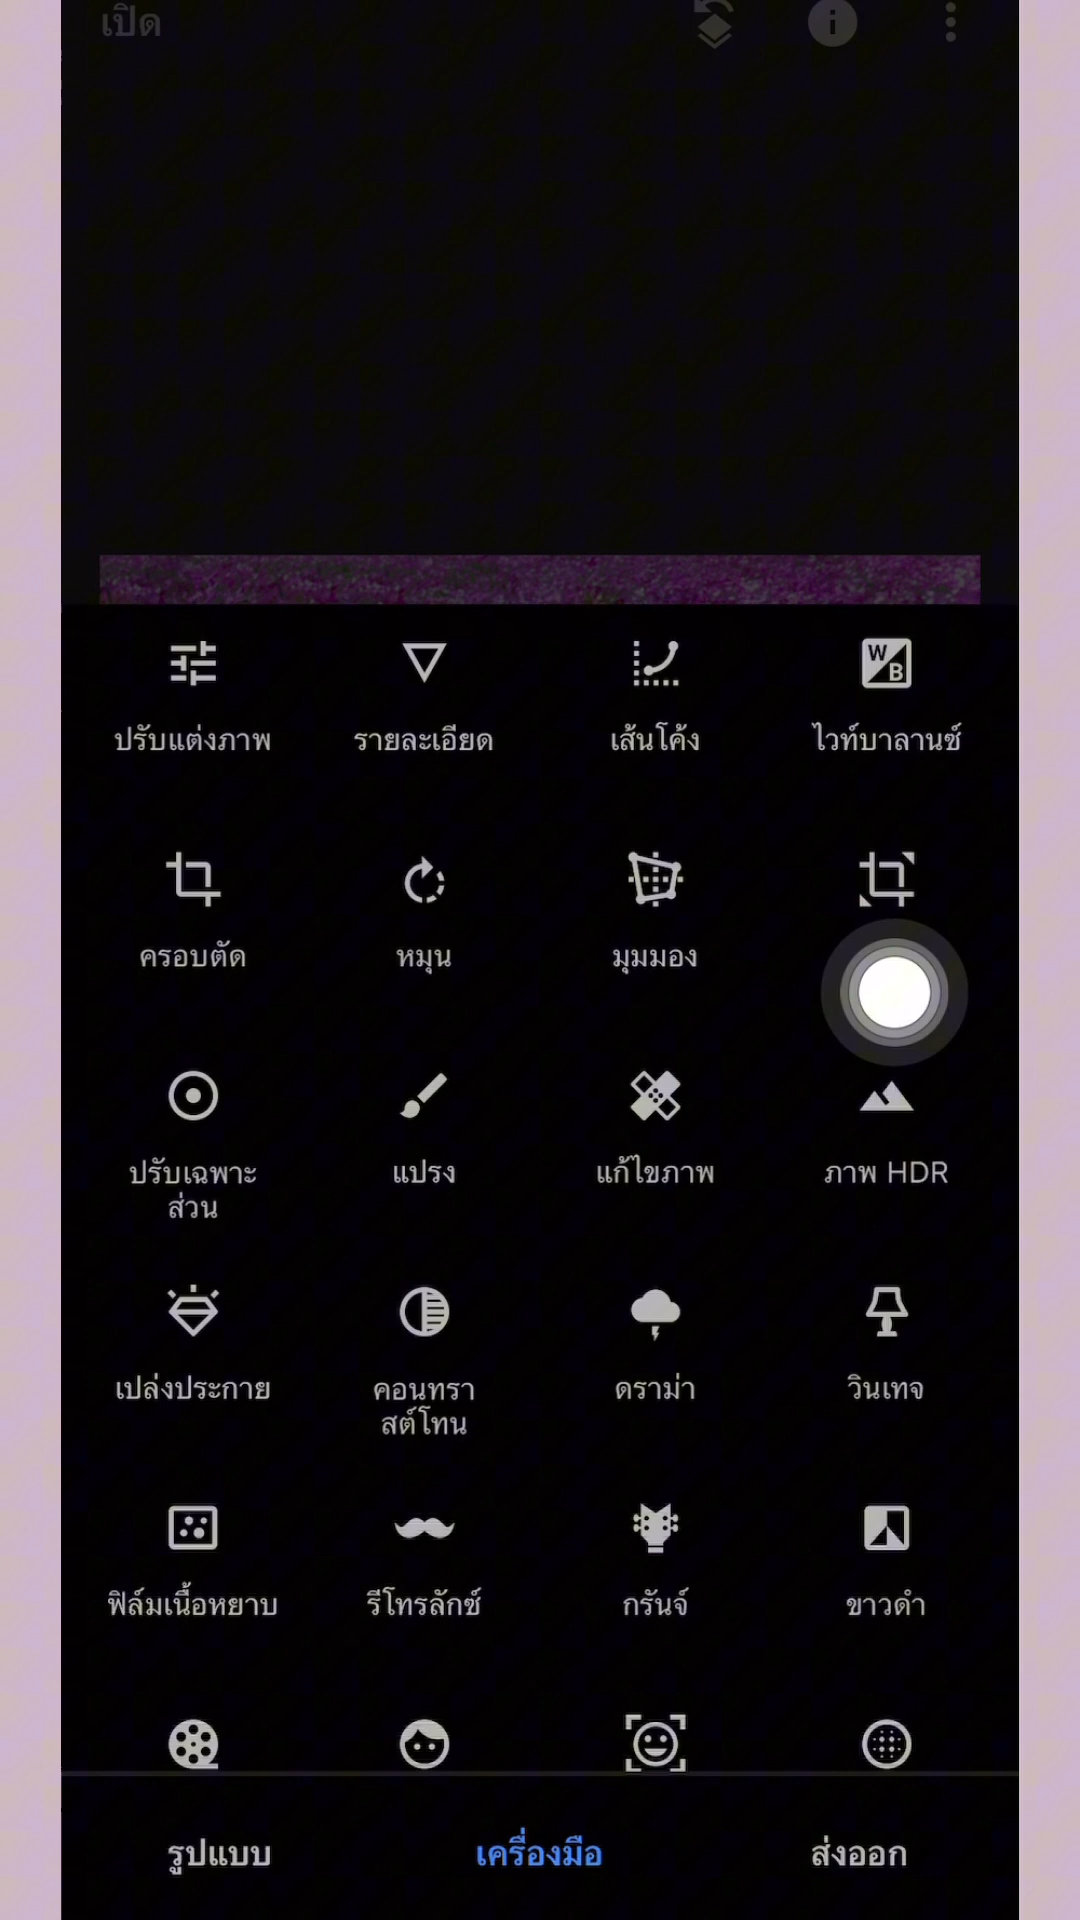 เปิด
ปรับแต่งภาพ
รายละเอียด
เส้นโค้ง
WB
ไวท์บาลานซ์
ครอบตัด
หมุน
มุมมอง
ปรับเฉพาะ
ส่วน
แปรง
แก้ไขภาพ
ภาพ HDR
เปล่งประกาย
คอนทรา
สต์โทน
ดราม่า
วินเทจ
ฟิล์มเนื้อหยาบ
รีโทรลักซ์
กรันจ์
ขาวดำ
รูปแบบ
เครื่องมือ
ส่งออก